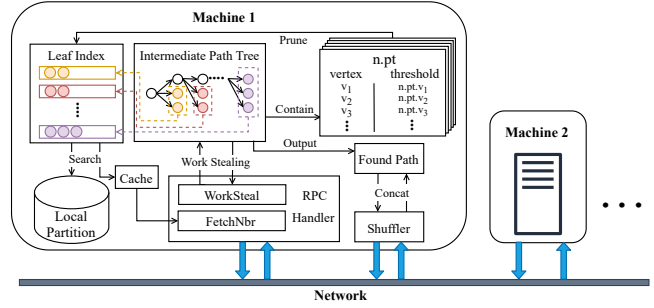 Machine 1
Prune
Leaf Index
Intermediate Path Tree
n.pt
vertex threshold
v1 n.pt.v1
v2 n.pt.v2
v3 n.pt.v3
Contain
Output
Search
Work Stealing
Cache
Found Path
Concat
Local
Partition
WorkSteal
FetchNbr
RPC
Handler
Shuffler
Machine 2
Network